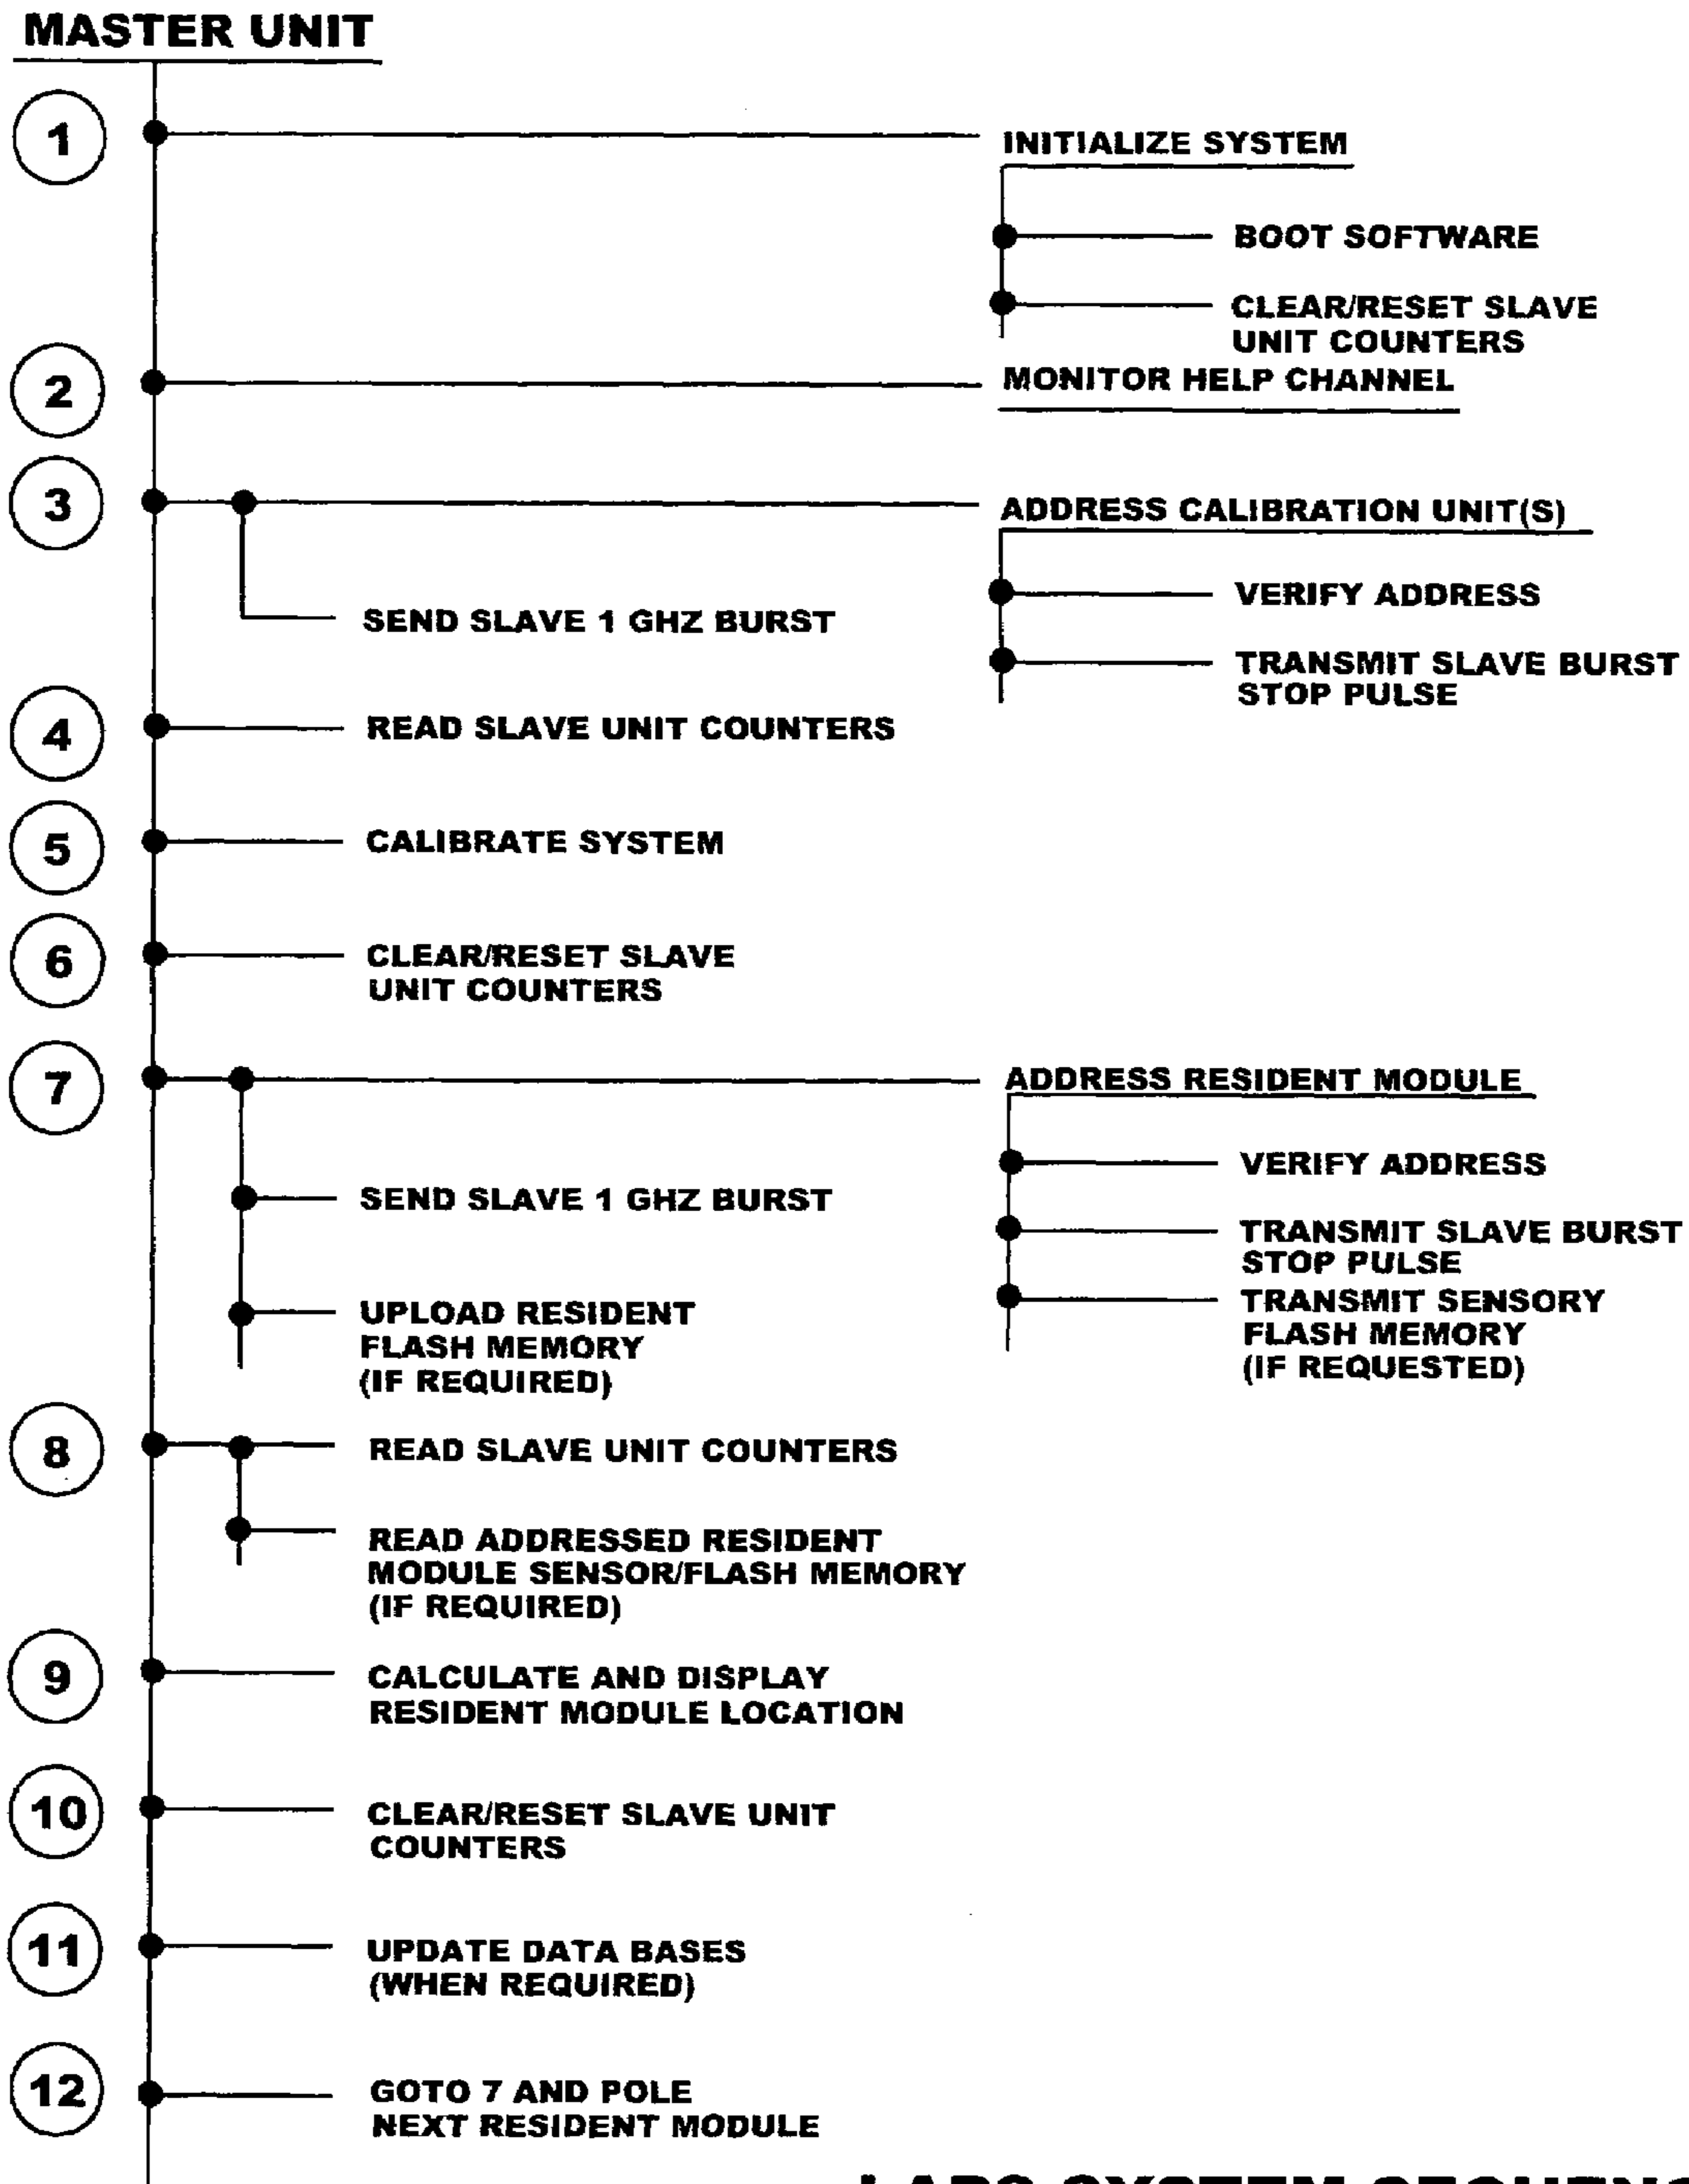 MASTER UNIT
1
INITIALIZE SYSTEM
BOOT SOFTWARE
CLEAR/RESET SLAVE
UNIT COUNTERS
2
MONITOR HELP CHANNEL
3
ADDRESS CALIBRATION UNIT(S)
VERIFY ADDRESS
SEND SLAVE 1 GHZ BURST
TRANSMIT SLAVE BURST
STOP PULSE
4
READ SLAVE UNIT COUNTERS
5
CALIBRATE SYSTEM
6
CLEAR/RESET SLAVE
UNIT COUNTERS
7
ADDRESS RESIDENT MODULE
VERIFY ADDRESS
SEND SLAVE 1 GHZ BURST
TRANSMIT SLAVE BURST
STOP PULSE
UPLOAD RESIDENT
FLASH MEMORY
(IF REQUIRED)
TRANSMIT SENSORY
FLASH MEMORY
(IF REQUESTED)
8
READ SLAVE UNIT COUNTERS
READ ADDRESSED RESIDENT
MODULE SENSOR/FLASH MEMORY
(IF REQUIRED)
9
CALCULATE AND DISPLAY
RESIDENT MODULE LOCATION
10
CLEAR/RESET SLAVE UNIT
COUNTERS
11
UPDATE DATA BASES
(WHEN REQUIRED)
12
GOTO 7 AND POLE
NEXT RESIDENT MODULE
SYSTEM